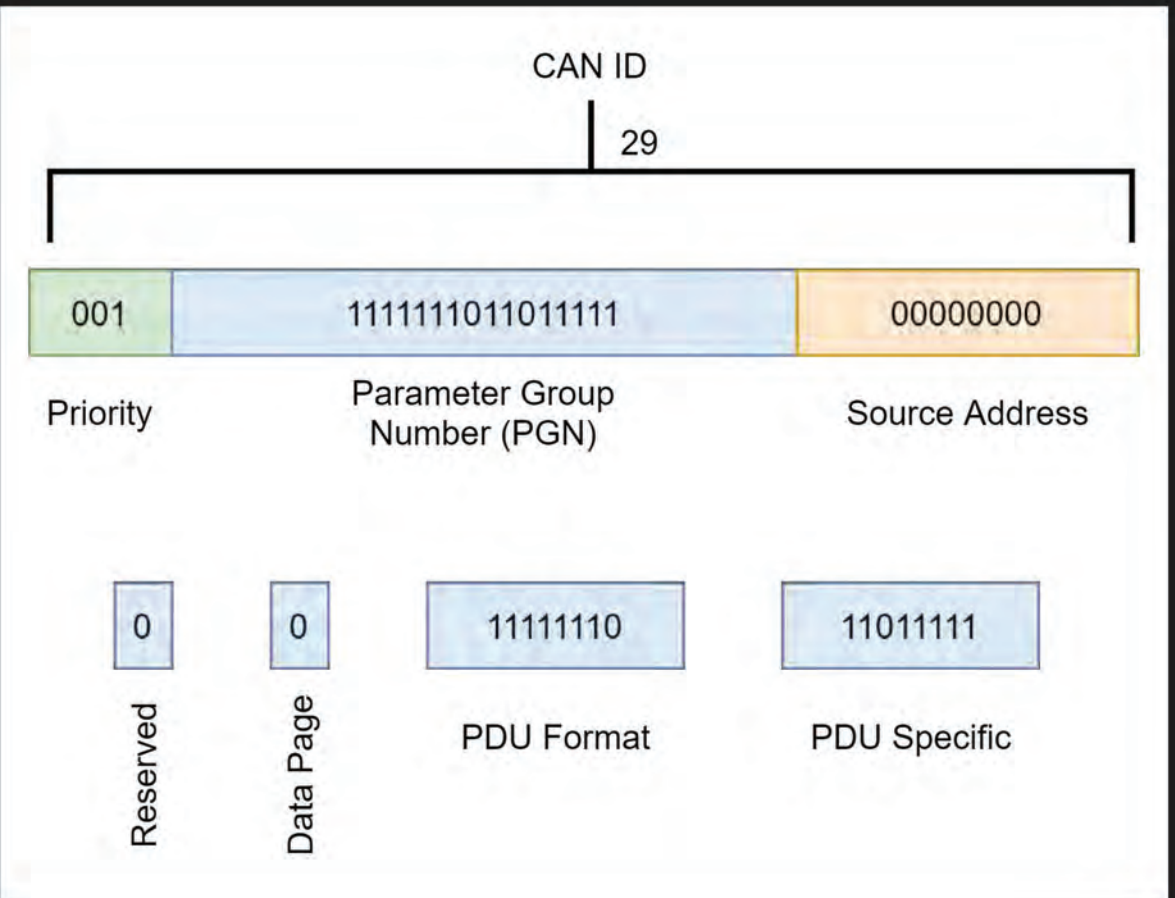 CAN ID
29
001
1111111011011111
00000000
Priority
Parameter Group
Number (PGN)
Source Address
0
0
11111110
11011111
Reserved
Data Page
PDU Format
PDU Specific